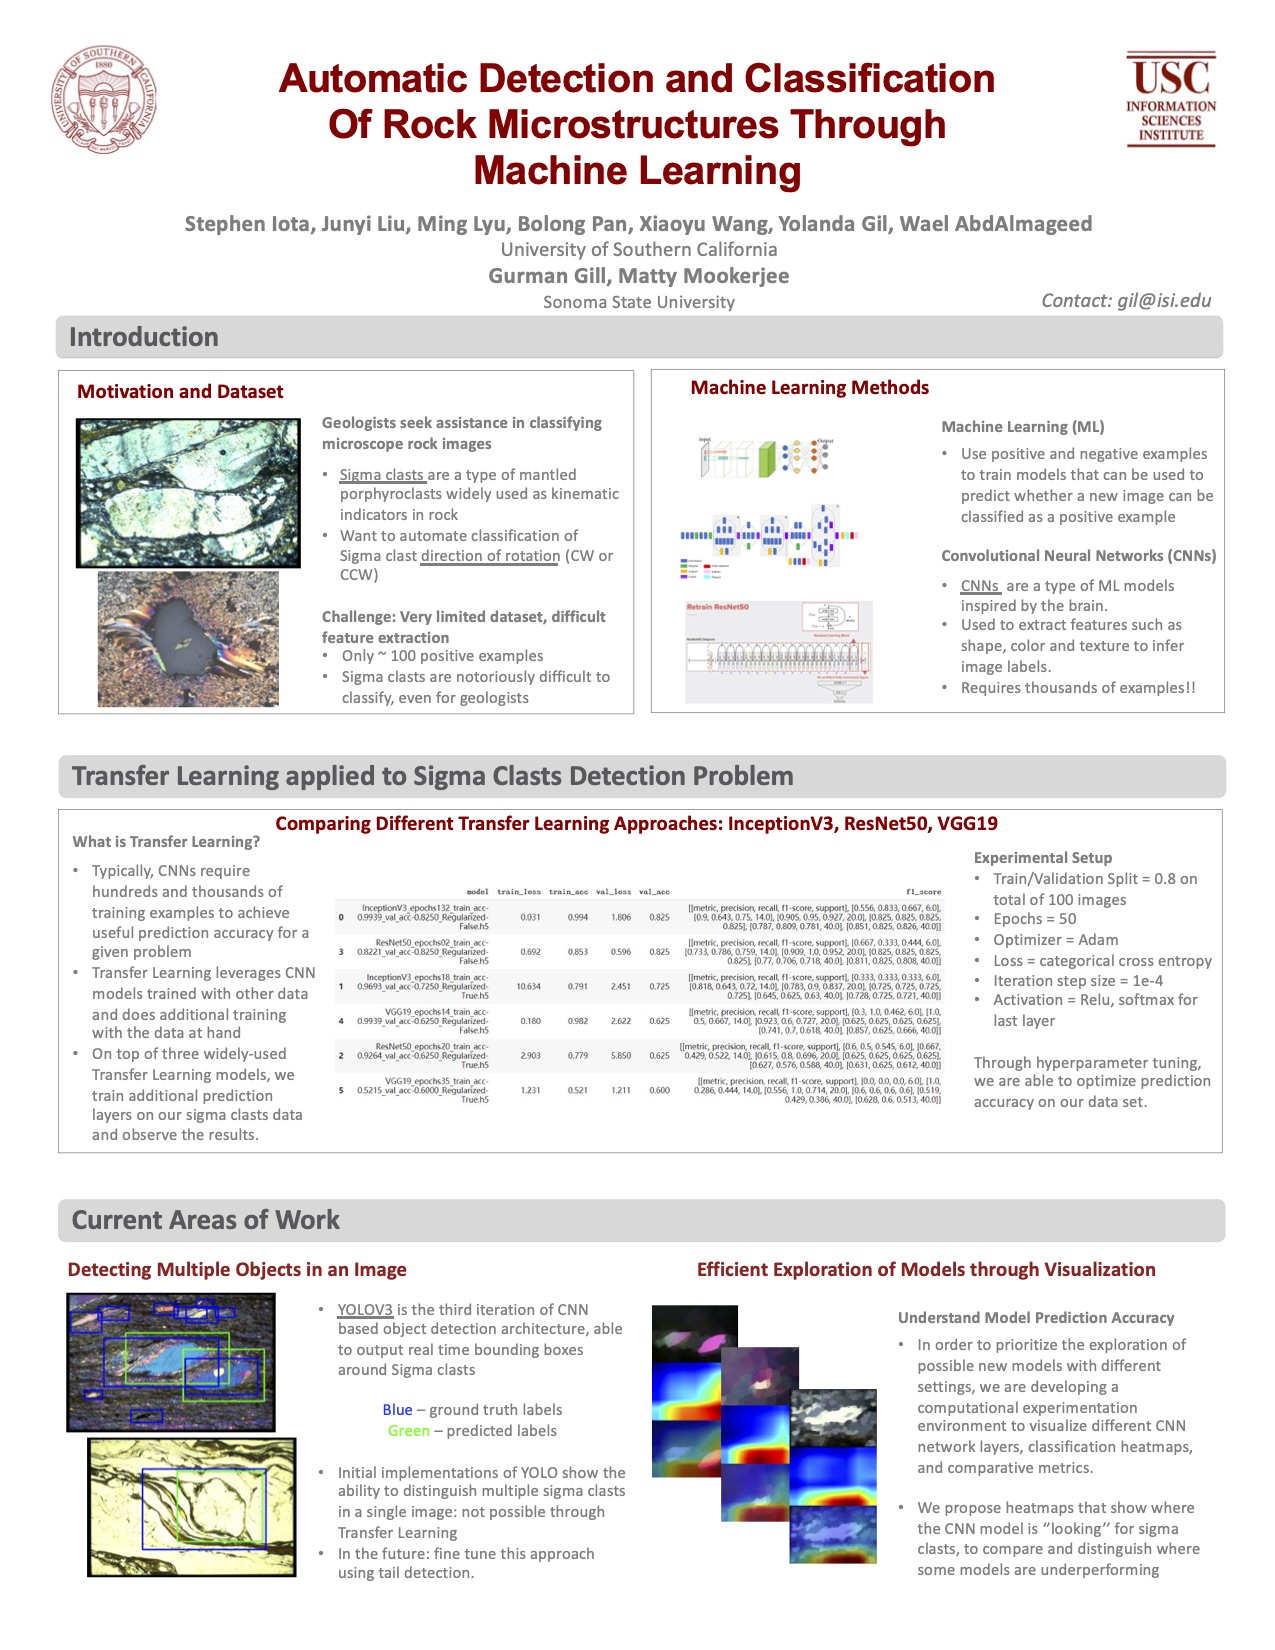 UNIVERSITY OF SOUTHERN CALIFORNIA
1880
USC
INFORMATION
SCIENCES
INSTITUTE
Automatic Detection and Classification
Of Rock Microstructures Through
Machine Learning
Stephen Iota, Junyi Liu, Ming Lyu, Bolong Pan, Xiaoyu Wang, Yolanda Gil, Wael AbdAlmageed
University of Southern California
Gurman Gill, Matty Mookerjee
Sonoma State University
Contact: gil@isi.edu
Introduction
Motivation and Dataset
Geologists seek assistance in classifying
microscope rock images
• Sigma clasts are a type of mantled
porphyroclasts widely used as kinematic
indicators in rock
• Want to automate classification of
Sigma clast direction of rotation (CW or
CCW)
Challenge: Very limited dataset, difficult
feature extraction
• Only ~ 100 positive examples
• Sigma clasts are notoriously difficult to
classify, even for geologists
Machine Learning Methods
Input
Output
Retrain ResNet50
Machine Learning (ML)
• Use positive and negative examples
to train models that can be used to
predict whether a new image can be
classified as a positive example
Convolutional Neural Networks (CNNs)
• CNNs are a type of ML models
inspired by the brain.
• Used to extract features such as
shape, color and texture to infer
image labels.
• Requires thousands of examples!!
Transfer Learning applied to Sigma Clasts Detection Problem
Comparing Different Transfer Learning Approaches: InceptionV3, ResNet50, VGG19
What is Transfer Learning?
• Typically, CNNs require
hundreds and thousands of
training examples to achieve
useful prediction accuracy for a
given problem
• Transfer Learning leverages CNN
models trained with other data
and does additional training
with the data at hand
• On top of three widely-used
Transfer Learning models, we
train additional prediction
layers on our sigma clasts data
and observe the results.
model train_loss train_acc val_loss val_acc f1_score
InceptionV3_epochs132_train_acc- [[metric, precision, recall, f1-score, support], [0.556, 0.833, 0.667, 6.0],
0 0.9939_val_acc-0.8250_Regularized- 0.031 0.994 1.806 0.825 [0.9, 0.643, 0.75, 14.0], [0.905, 0.95, 0.927, 20.0], [0.825, 0.825, 0.825,
False.h5 0.825], [0.787, 0.809, 0.781, 40.0], [0.851, 0.825, 0.826, 40.0]]
ResNet50_epochs02_train_acc- [[metric, precision, recall, f1-score, support], [0.667, 0.333, 0.444, 6.0],
3 0.8221_val_acc-0.8250_Regularized- 0.692 0.853 0.596 0.825 [0.733, 0.786, 0.759, 14.0], [0.909, 1.0, 0.952, 20.0], [0.825, 0.825, 0.825,
False.h5 0.825], [0.77, 0.706, 0.718, 40.0], [0.811, 0.825, 0.808, 40.0]]
InceptionV3_epochs18_train_acc- [[metric, precision, recall, f1-score, support], [0.333, 0.333, 0.333, 6.0],
1 0.9693_val_acc-0.7250_Regularized- 10.634 0.791 2.451 0.725 [0.818, 0.643, 0.72, 14.0], [0.783, 0.9, 0.837, 20.0], [0.725, 0.725, 0.725,
True.h5 0.725], [0.645, 0.625, 0.63, 40.0], [0.728, 0.725, 0.721, 40.0]]
VGG19_epochs14_train_acc- [[metric, precision, recall, f1-score, support], [0.3, 1.0, 0.462, 6.0], [1.0,
4 0.9939_val_acc-0.6250_Regularized- 0.180 0.982 2.622 0.625 0.5, 0.667, 14.0], [0.923, 0.6, 0.727, 20.0], [0.625, 0.625, 0.625, 0.625],
False.h5 [0.741, 0.7, 0.618, 40.0], [0.857, 0.625, 0.666, 40.0]]
ResNet50_epochs20_train_acc- [[metric, precision, recall, f1-score, support], [0.6, 0.5, 0.545, 6.0], [0.667,
2 0.9264_val_acc-0.6250_Regularized- 2.903 0.779 5.850 0.625 0.429, 0.522, 14.0], [0.615, 0.8, 0.696, 20.0], [0.625, 0.625, 0.625, 0.625],
True.h5 [0.627, 0.576, 0.588, 40.0], [0.631, 0.625, 0.612, 40.0]]
VGG19_epochs35_train_acc- [[metric, precision, recall, f1-score, support], [0.0, 0.0, 0.0, 6.0], [1.0,
5 0.5215_val_acc-0.6000_Regularized- 1.231 0.521 1.211 0.600 0.286, 0.444, 14.0], [0.556, 1.0, 0.714, 20.0], [0.6, 0.6, 0.6, 0.6], [0.519,
True.h5 0.429, 0.386, 40.0], [0.628, 0.6, 0.513, 40.0]]
Experimental Setup
• Train/Validation Split = 0.8 on
total of 100 images
• Epochs = 50
• Optimizer = Adam
• Loss = categorical cross entropy
• Iteration step size = 1e-4
• Activation = Relu, softmax for
last layer
Through hyperparameter tuning,
we are able to optimize prediction
accuracy on our data set.
Current Areas of Work
Detecting Multiple Objects in an Image
• YOLOV3 is the third iteration of CNN
based object detection architecture, able
to output real time bounding boxes
around Sigma clasts
Blue – ground truth labels
Green – predicted labels
• Initial implementations of YOLO show the
ability to distinguish multiple sigma clasts
in a single image: not possible through
Transfer Learning
• In the future: fine tune this approach
using tail detection.
Efficient Exploration of Models through Visualization
Understand Model Prediction Accuracy
• In order to prioritize the exploration of
possible new models with different
settings, we are developing a
computational experimentation
environment to visualize different CNN
network layers, classification heatmaps,
and comparative metrics.
• We propose heatmaps that show where
the CNN model is “looking’’ for sigma
clasts, to compare and distinguish where
some models are underperforming